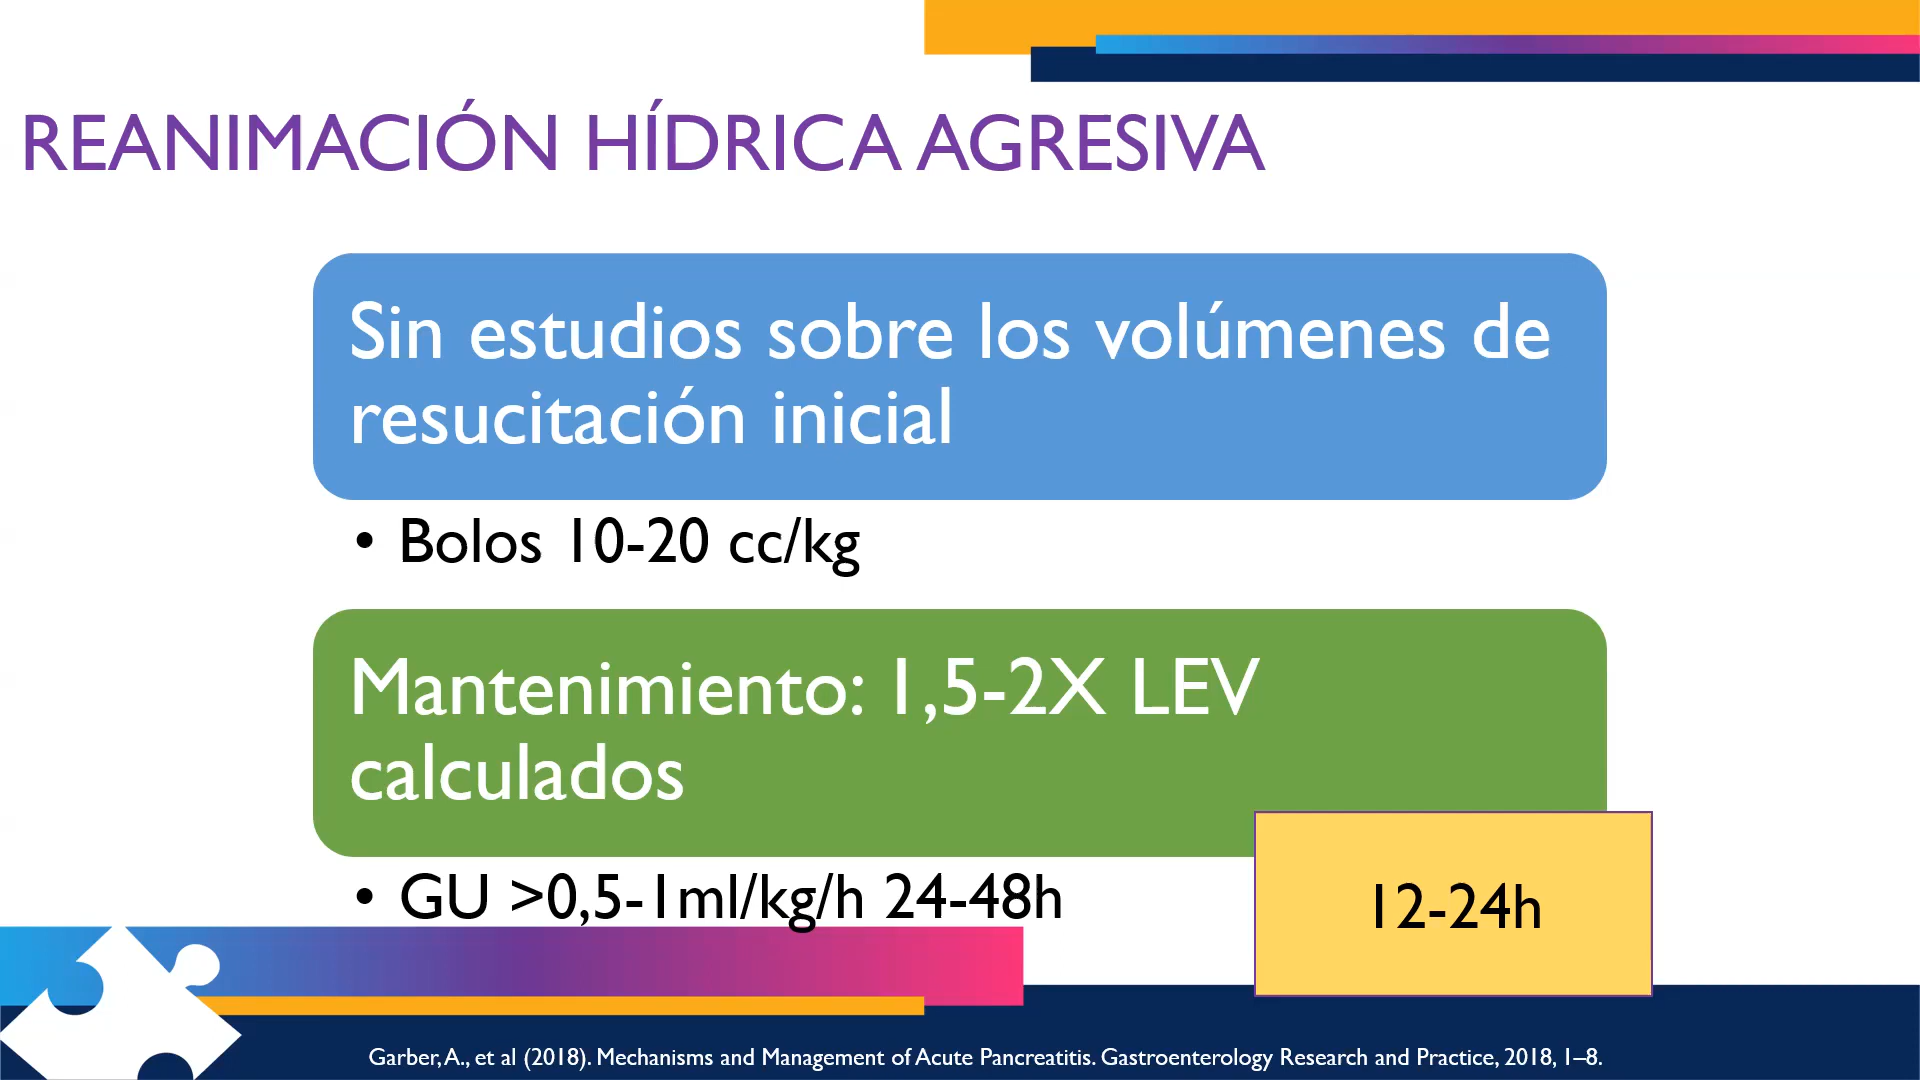 REANIMACIÓN HÍDRICA AGRESIVA
Sin estudios sobre los volúmenes de
resucitación inicial
• Bolos 10-20 cc/kg
Mantenimiento: 1,5-2X LEV
calculados
• GU >0,5-1ml/kg/h 24-48h
12-24h
Garber, A., et al (2018). Mechanisms and Management of Acute Pancreatitis. Gastroenterology Research and Practice, 2018, 1–8.